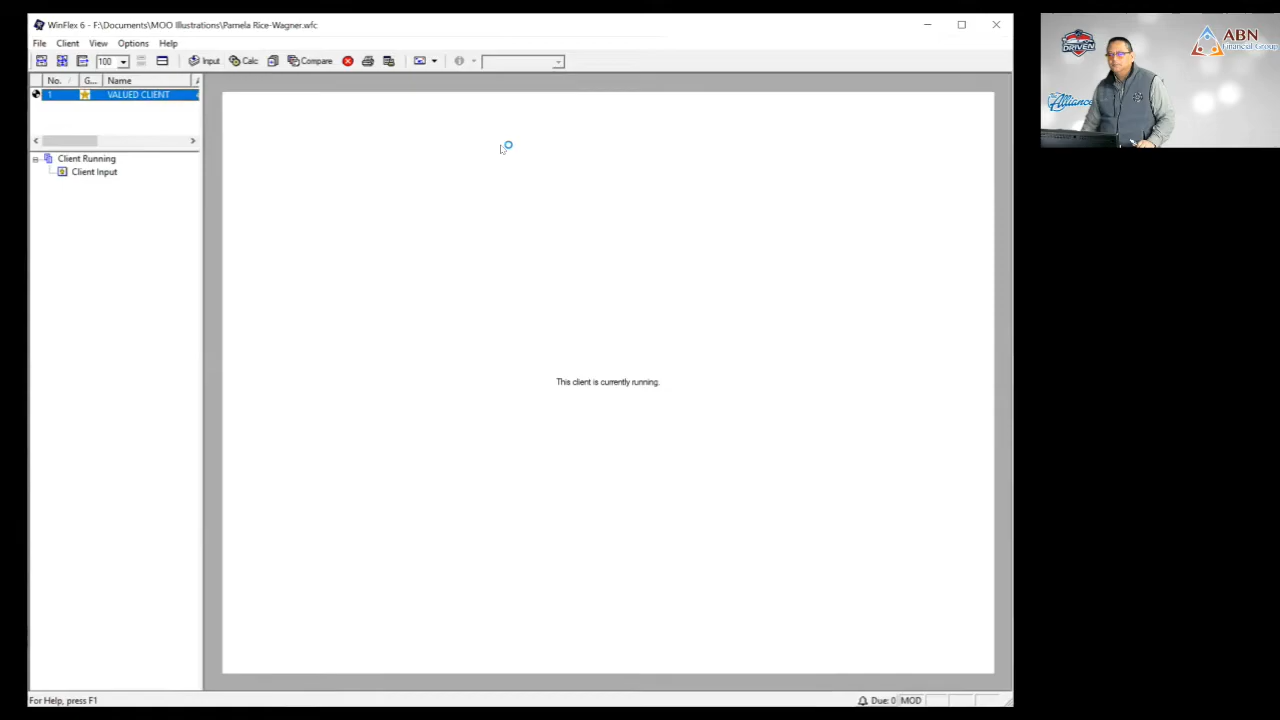 WinFlex 6 - F:\Documents\MOO Illustrations\Pamela Rice-Wagner.wfc
File Client View Options Help
100 Input Calc Compare
No. G... Name
1 VALUED CLIENT
Client Running
Client Input
This client is currently running.
For Help, press F1
Due: 0 MOD
DRIVEN
Alliance
ABN
Financial Group